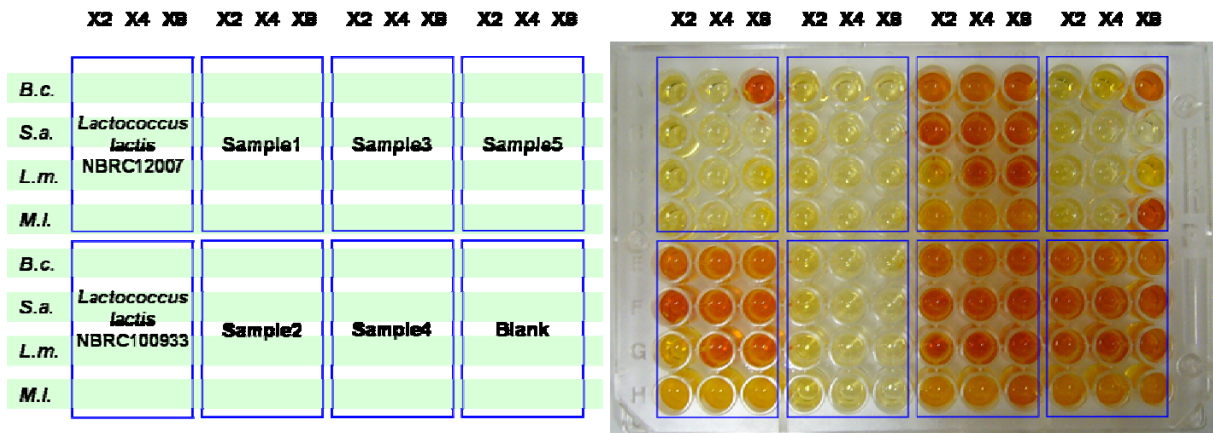 X2 X4 X8 X2 X4 X8 X2 X4 X8 X2 X4 X8 X2 X4 X8 X2 X4 X8 X2 X4 X8 X2 X4 X8
B.c.
S.a.
L.m.
M.l.
Lactococcus
lactis
NBRC12007
Sample1
Sample3
Sample5
B.c.
S.a.
L.m.
M.l.
Lactococcus
lactis
NBRC100933
Sample2
Sample4
Blank
A
E
F
G
H